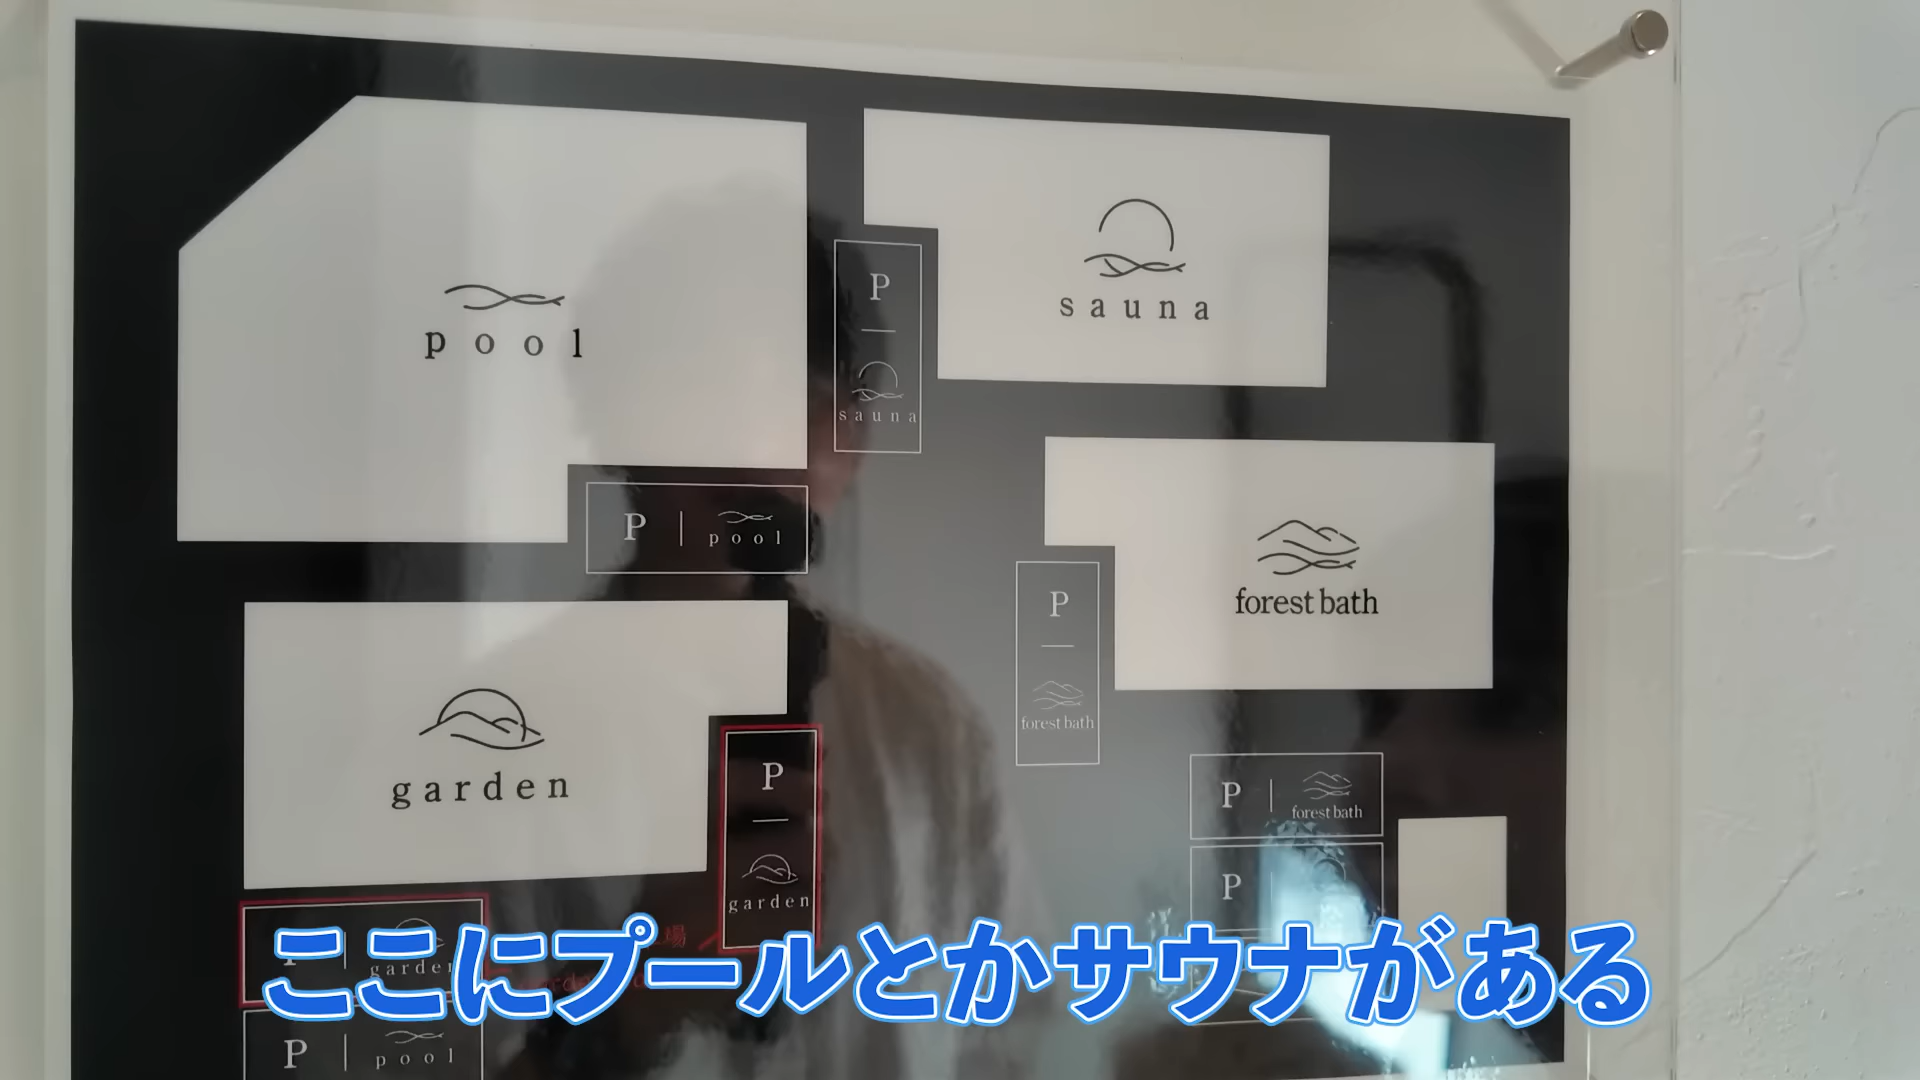 pool
sauna
P
sauna
P | pool
forest bath
P
forest bath
garden
P
garden
P | forest bath
P
garden
場
ここにプールとかサウナがある
P | pool